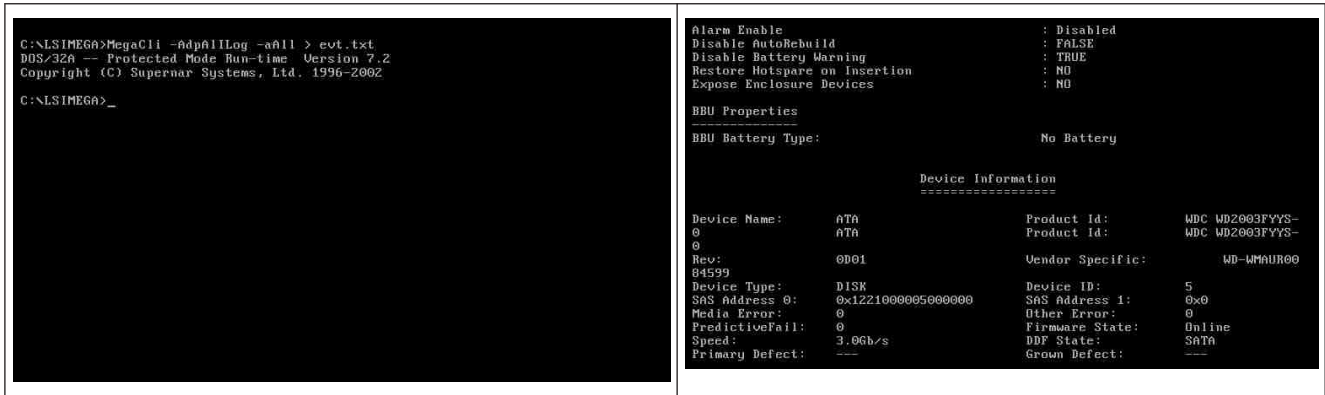 C:\LSIMEGA>MegaCli -AdpAlILog -aAll > evt.txt
DOS/32A -- Protected Mode Run-time Version 7.2
Copyright (C) Supernar Systems, Ltd. 1996-2002
C:\LSIMEGA>_
Alarm Enable : Disabled
Disable AutoRebuild : FALSE
Disable Battery Warning : TRUE
Restore Hotspare on Insertion : NO
Expose Enclosure Devices : NO
BBU Properties
---------------
BBU Battery Type: No Battery
Device Information
===================
Device Name: ATA Product Id: WDC WD2003FYYS-
0 ATA Product Id: WDC WD2003FYYS-
0
Rev: 0D01 Vendor Specific: WD-WMAUR00
84599
Device Type: DISK Device ID: 5
SAS Address 0: 0x1221000005000000 SAS Address 1: 0x0
Media Error: 0 Other Error: 0
PredictiveFail: 0 Firmware State: Online
Speed: 3.0Gb/s DDF State: SATA
Primary Defect: --- Grown Defect: ---